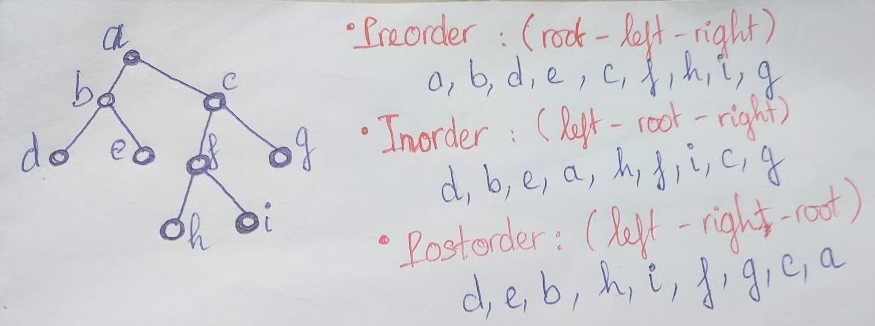 a
b
c
d
e
f
g
h
i
• Preorder : (root - left - right)
a, b, d, e, c, f, h, i, g
• Inorder : (left - root - right)
d, b, e, a, h, f, i, c, g
• Postorder : (left - right - root)
d, e, b, h, i, f, g, c, a